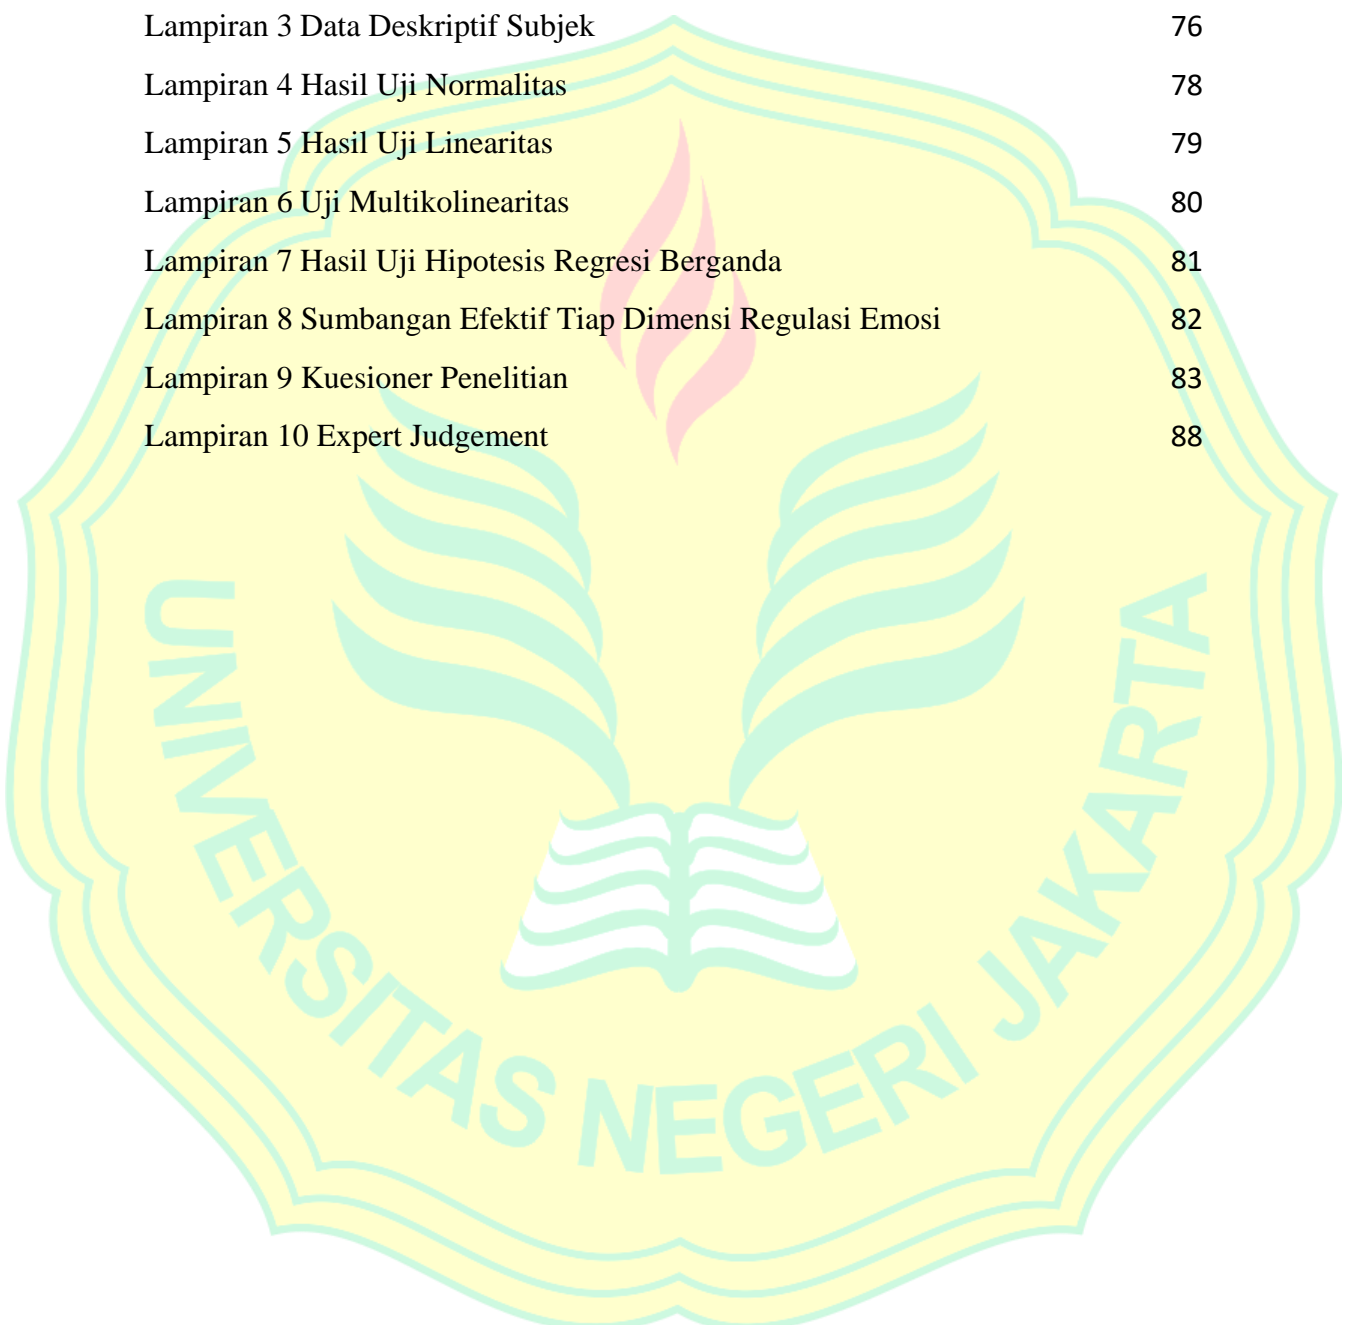 Lampiran 3 Data Deskriptif Subjek 76
Lampiran 4 Hasil Uji Normalitas 78
Lampiran 5 Hasil Uji Linearitas 79
Lampiran 6 Uji Multikolinearitas 80
Lampiran 7 Hasil Uji Hipotesis Regresi Berganda 81
Lampiran 8 Sumbangan Efektif Tiap Dimensi Regulasi Emosi 82
Lampiran 9 Kuesioner Penelitian 83
Lampiran 10 Expert Judgement 88
UNIVERSITAS NEGERI JAKARTA